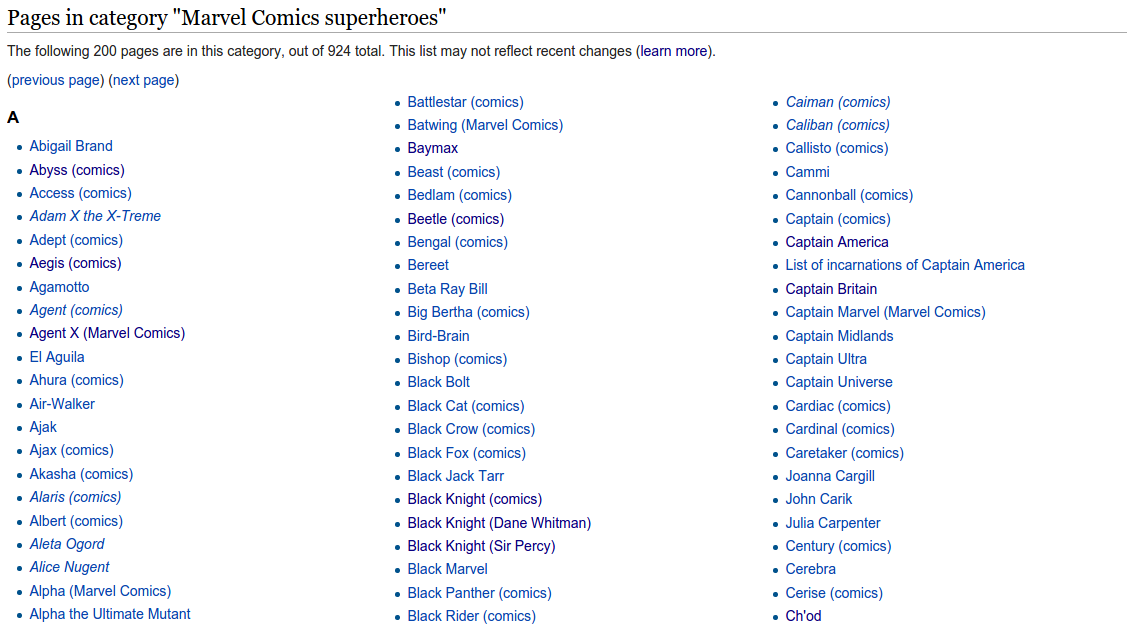 Pages in category "Marvel Comics superheroes"
The following 200 pages are in this category, out of 924 total. This list may not reflect recent changes (learn more).
(previous page) (next page)
A
Abigail Brand
Abyss (comics)
Access (comics)
Adam X the X-Treme
Adept (comics)
Aegis (comics)
Agamotto
Agent (comics)
Agent X (Marvel Comics)
El Aguila
Ahura (comics)
Air-Walker
Ajak
Ajax (comics)
Akasha (comics)
Alaris (comics)
Albert (comics)
Aleta Ogord
Alice Nugent
Alpha (Marvel Comics)
Alpha the Ultimate Mutant
Battlestar (comics)
Batwing (Marvel Comics)
Baymax
Beast (comics)
Bedlam (comics)
Beetle (comics)
Bengal (comics)
Bereet
Beta Ray Bill
Big Bertha (comics)
Bird-Brain
Bishop (comics)
Black Bolt
Black Cat (comics)
Black Crow (comics)
Black Fox (comics)
Black Jack Tarr
Black Knight (comics)
Black Knight (Dane Whitman)
Black Knight (Sir Percy)
Black Marvel
Black Panther (comics)
Black Rider (comics)
Caiman (comics)
Caliban (comics)
Callisto (comics)
Cammi
Cannonball (comics)
Captain (comics)
Captain America
List of incarnations of Captain America
Captain Britain
Captain Marvel (Marvel Comics)
Captain Midlands
Captain Ultra
Captain Universe
Cardiac (comics)
Cardinal (comics)
Caretaker (comics)
Joanna Cargill
John Carik
Julia Carpenter
Century (comics)
Cerebra
Cerise (comics)
Ch'od